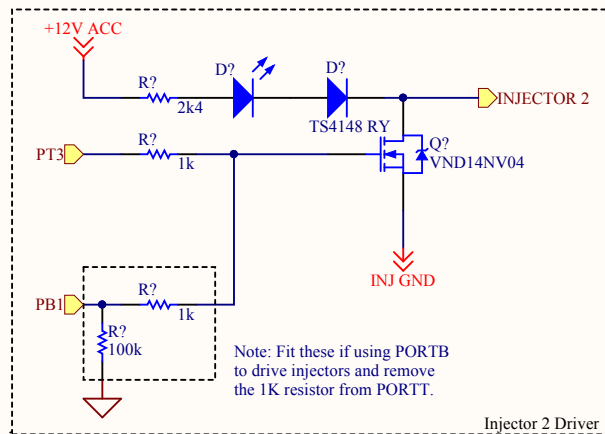 +12V ACC
R?
2k4
D?
D?
TS4148 RY
INJECTOR 2
PT3
R?
1k
Q?
VND14NV04
INJ GND
PB1
R?
1k
R?
100k
Note: Fit these if using PORTB
to drive injectors and remove
the 1K resistor from PORTT.
Injector 2 Driver